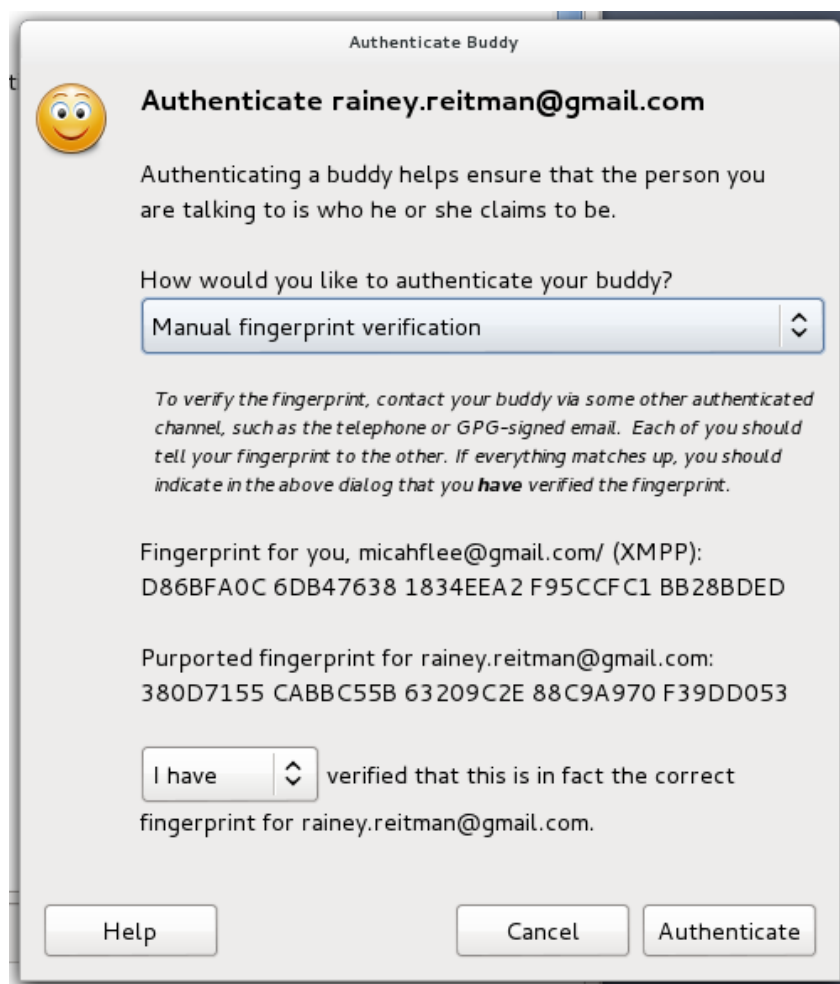 Authenticate Buddy
t
Authenticate rainey.reitman@gmail.com
Authenticating a buddy helps ensure that the person you
are talking to is who he or she claims to be.
How would you like to authenticate your buddy?
Manual fingerprint verification
To verify the fingerprint, contact your buddy via some other authenticated
channel, such as the telephone or GPG-signed email.  Each of you should
tell your fingerprint to the other. If everything matches up, you should
indicate in the above dialog that you have verified the fingerprint.
Fingerprint for you, micahflee@gmail.com/ (XMPP):
D86BFA0C 6DB47638 1834EEA2 F95CCFC1 BB28BDED
Purported fingerprint for rainey.reitman@gmail.com:
380D7155 CABBC55B 63209C2E 88C9A970 F39DD053
I have verified that this is in fact the correct
fingerprint for rainey.reitman@gmail.com.
Help Cancel Authenticate